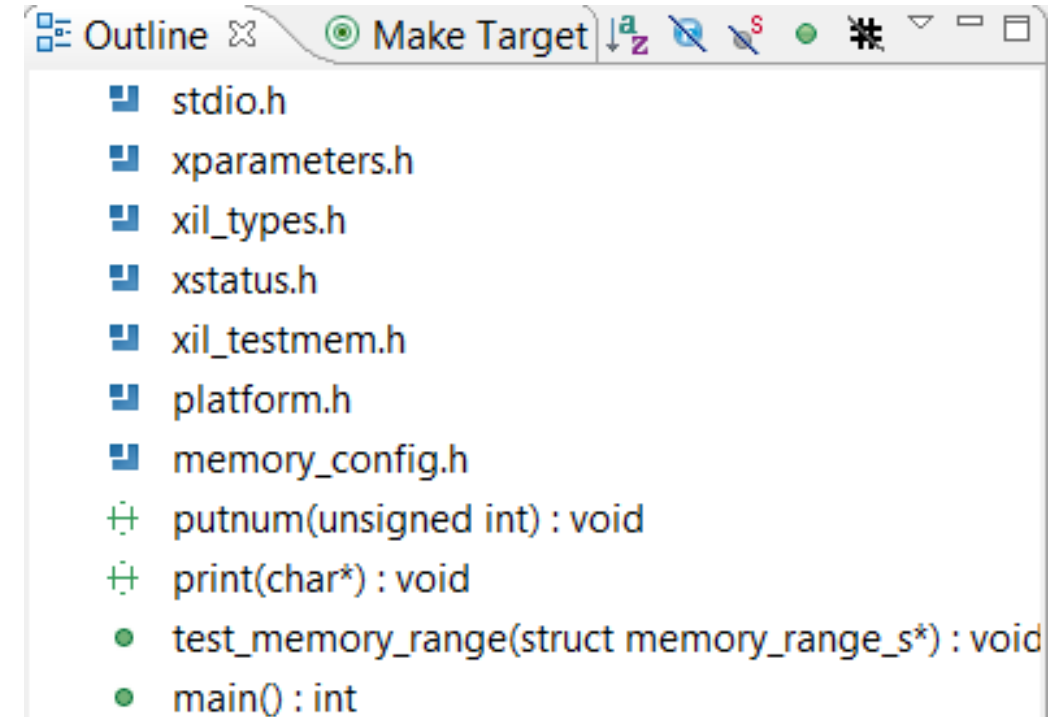 Outline Make Target
stdio.h
xparameters.h
xil_types.h
xstatus.h
xil_testmem.h
platform.h
memory_config.h
putnum(unsigned int) : void
print(char*) : void
test_memory_range(struct memory_range_s*) : void
main() : int